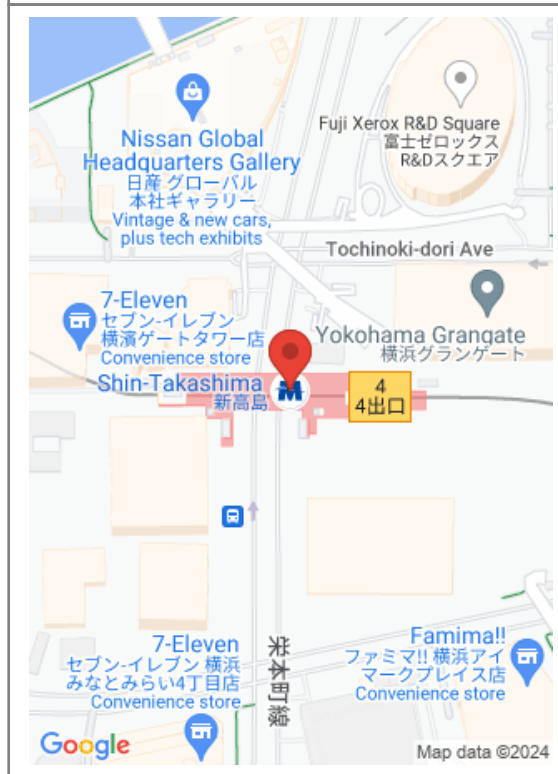 Nissan Global
Headquarters Gallery
日産 グローバル
本社ギャラリー
Vintage & new cars,
plus tech exhibits
Fuji Xerox R&D Square
富士ゼロックス
R&Dスクエア
Tochinoki-dori Ave
7-Eleven
セブン-イレブン
横濱ゲートタワー店
Convenience store
Yokohama Grangate
横浜グランゲート
Shin-Takashima
新高島
4
4出口
栄本町線
7-Eleven
セブン-イレブン 横浜
みなとみらい4丁目店
Convenience store
Famima!!
ファミマ!! 横浜アイ
マークプレイス店
Convenience store
Google
Map data ©2024